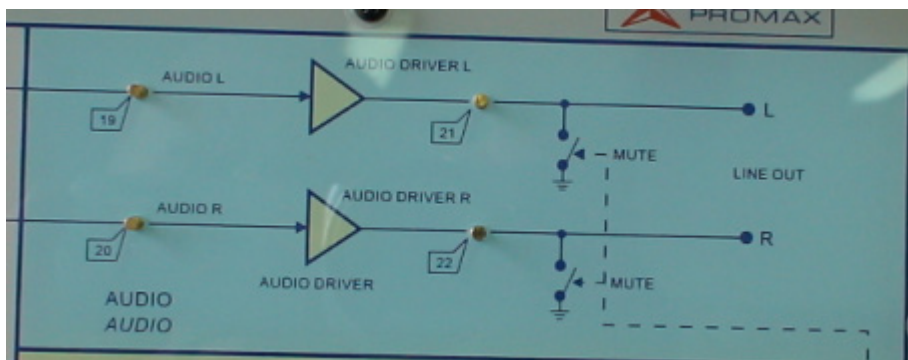 PROMAX
AUDIO L
AUDIO DRIVER L
19
21
L
MUTE
LINE OUT
AUDIO R
AUDIO DRIVER R
20
22
R
AUDIO DRIVER
MUTE
AUDIO
AUDIO